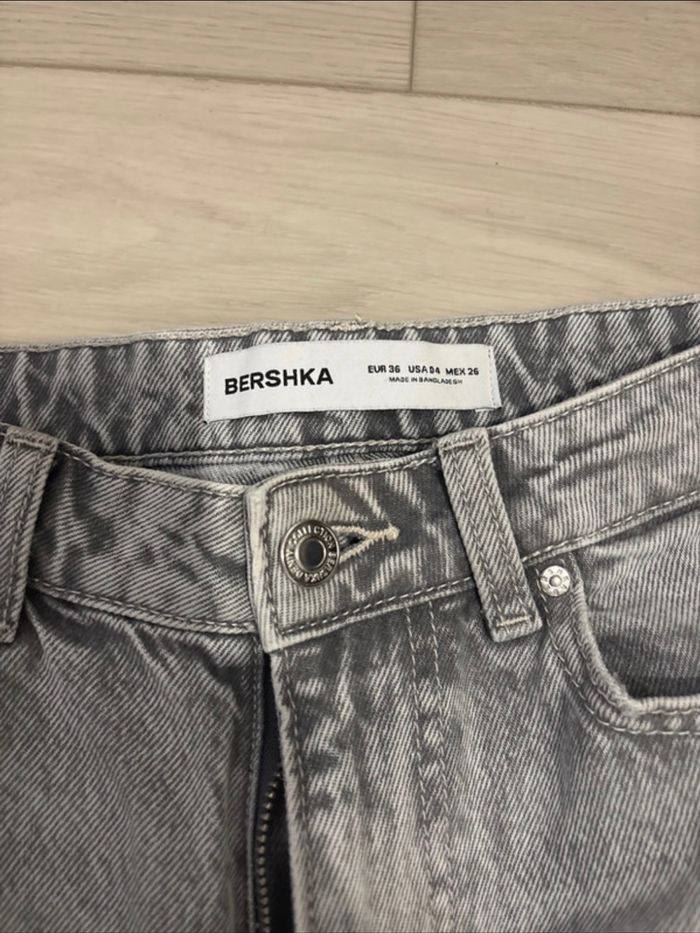 BERSHKA
EUR 36 USA 04 MEX 26
MADE IN BANGLADESH